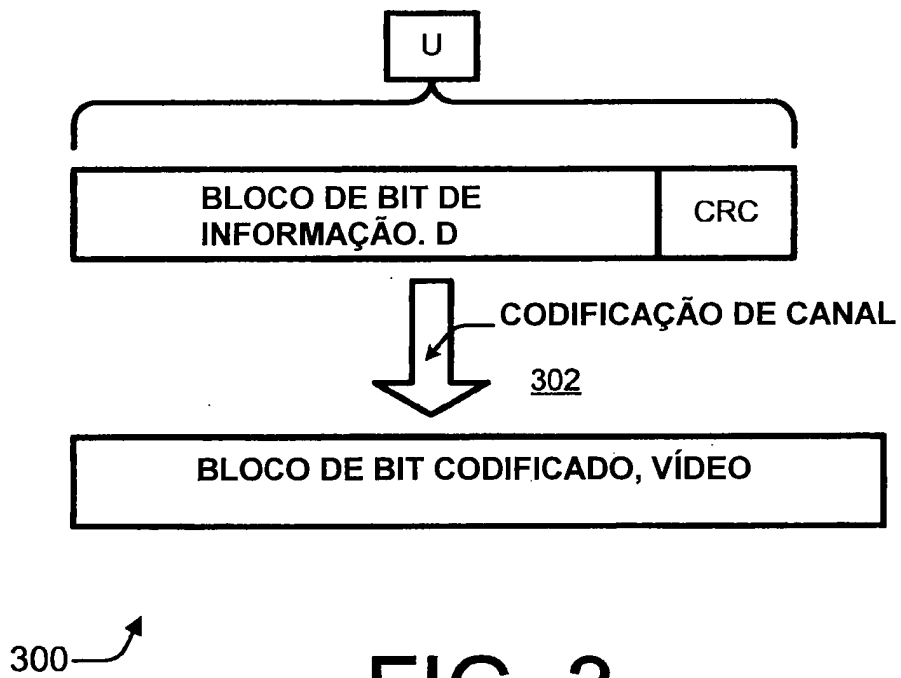 U
BLOCO DE BIT DE
INFORMAÇÃO. D
CRC
CODIFICAÇÃO DE CANAL
302
BLOCO DE BIT CODIFICADO, VÍDEO
300